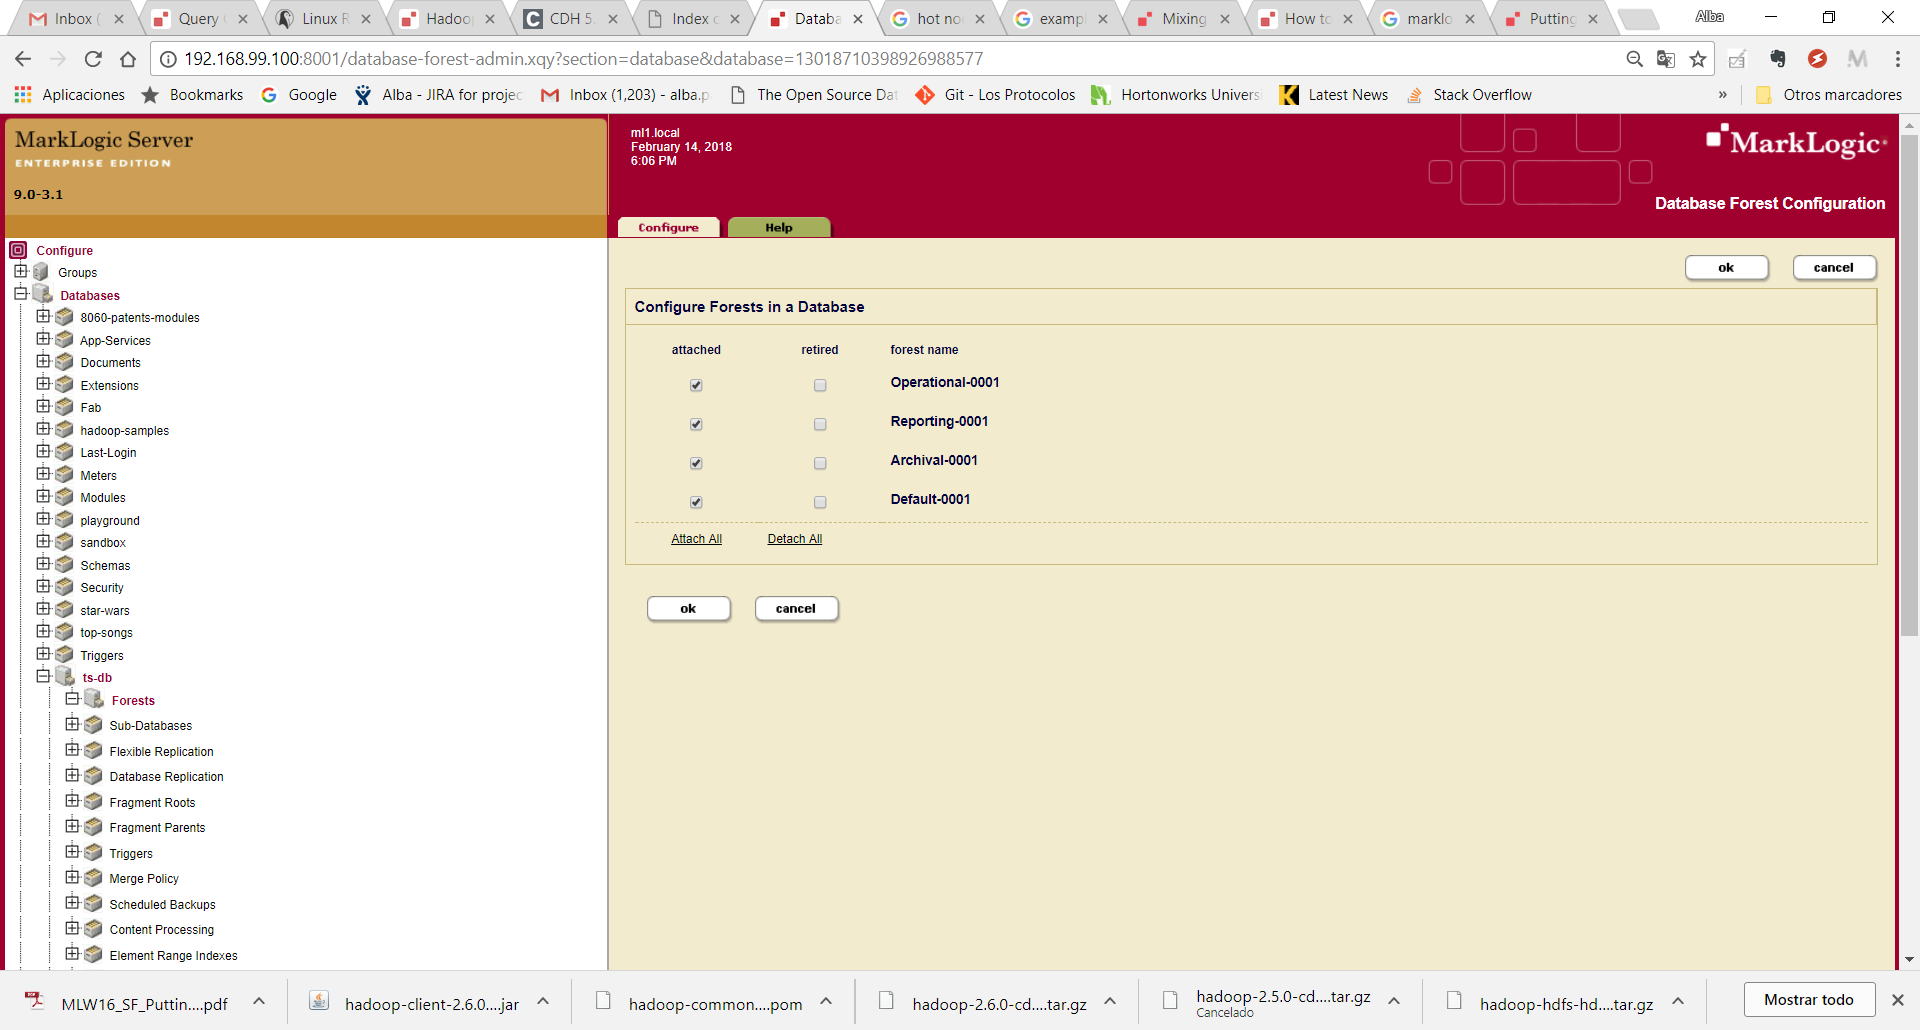 Inbox (
Query
Linux R
Hadoop
CDH 5.
Index c
Databa
hot no
exampl
Mixing
How to
marklo
Putting
Alba
192.168.99.100:8001/database-forest-admin.xqy?section=database&database=13018710398926988577
Aplicaciones
Bookmarks
Google
Alba - JIRA for projec
Inbox (1,203) - alba.p
The Open Source Dat
Git - Los Protocolos
Hortonworks Univers
Latest News
Stack Overflow
»
Otros marcadores
MarkLogic Server
ENTERPRISE EDITION
9.0-3.1
ml1.local
February 14, 2018
6:06 PM
MarkLogic
Database Forest Configuration
Configure
Help
Configure
Groups
Databases
8060-patents-modules
App-Services
Documents
Extensions
Fab
hadoop-samples
Last-Login
Meters
Modules
playground
sandbox
Schemas
Security
star-wars
top-songs
Triggers
ts-db
Forests
Sub-Databases
Flexible Replication
Database Replication
Fragment Roots
Fragment Parents
Triggers
Merge Policy
Scheduled Backups
Content Processing
Element Range Indexes
ok
cancel
Configure Forests in a Database
attached
retired
forest name
Operational-0001
Reporting-0001
Archival-0001
Default-0001
Attach All
Detach All
ok
cancel
MLW16_SF_Puttin....pdf
hadoop-client-2.6.0....jar
hadoop-common....pom
hadoop-2.6.0-cd....tar.gz
hadoop-2.5.0-cd....tar.gz
Cancelado
hadoop-hdfs-hd....tar.gz
Mostrar todo